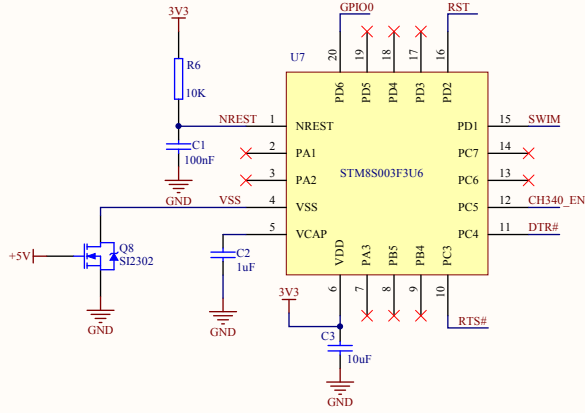 3V3
GPIO0
RST
U7
20
19
18
17
16
R6
10K
PD6
PD5
PD4
PD3
PD2
NREST
1
NREST
PD1
15
SWIM
C1
100nF
2
PA1
PC7
14
STM8S003F3U6
3
PA2
PC6
13
GND
VSS
4
VSS
PC5
12
CH340_EN
5
VCAP
PC4
11
DTR#
+5V
Q8
SI2302
C2
1uF
VDD
PA3
PB5
PB4
PC3
3V3
6
7
8
9
10
GND
GND
RTS#
C3
10uF
GND